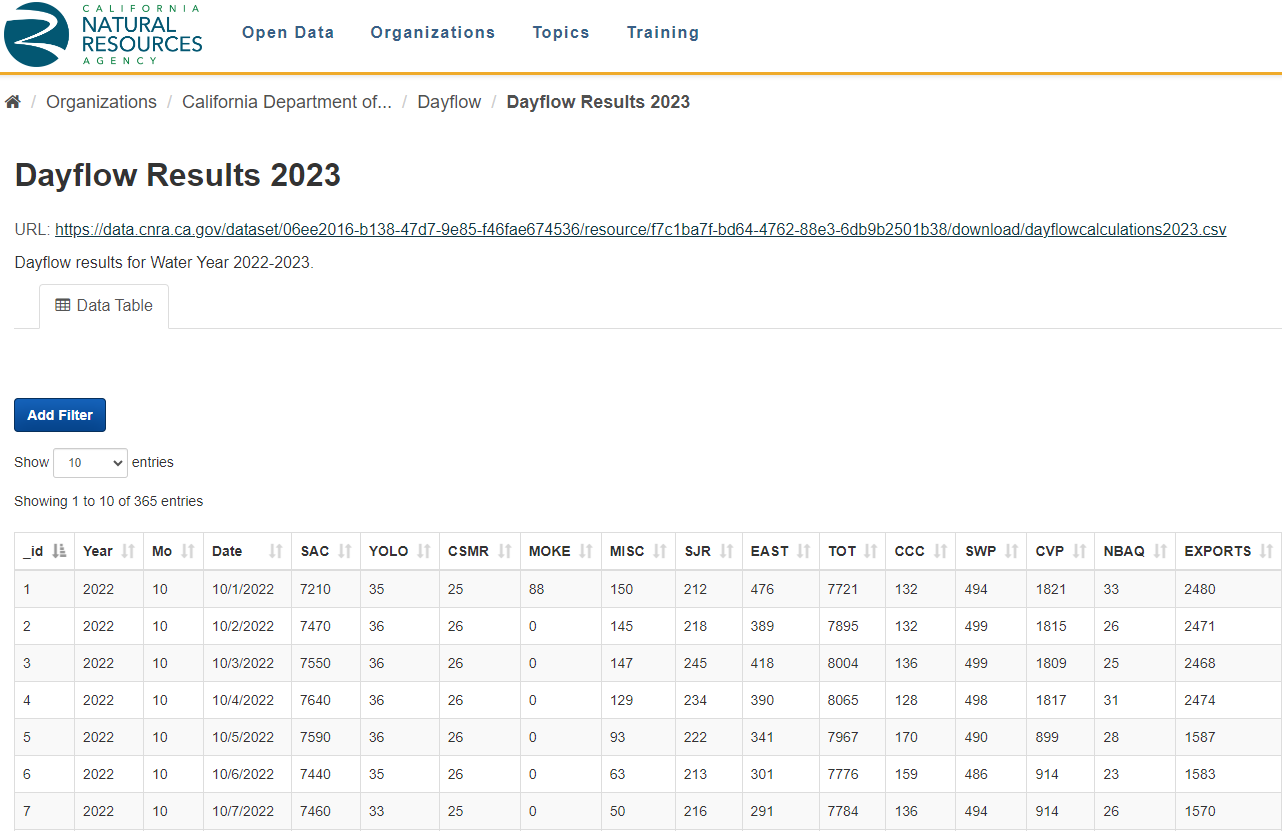 CALIFORNIA
NATURAL
RESOURCES
AGENCY
Open Data Organizations Topics Training
/ Organizations / California Department of... / Dayflow / Dayflow Results 2023
Dayflow Results 2023
URL: https://data.cnra.ca.gov/dataset/06ee2016-b138-47d7-9e85-f46fae674536/resource/f7c1ba7f-bd64-4762-88e3-6db9b2501b38/download/dayflowcalculations2023.csv
Dayflow results for Water Year 2022-2023.
Data Table
Add Filter
Show 10 entries
Showing 1 to 10 of 365 entries
_id Year Mo Date SAC YOLO CSMR MOKE MISC SJR EAST TOT CCC SWP CVP NBAQ EXPORTS
1 2022 10 10/1/2022 7210 35 25 88 150 212 476 7721 132 494 1821 33 2480
2 2022 10 10/2/2022 7470 36 26 0 145 218 389 7895 132 499 1815 26 2471
3 2022 10 10/3/2022 7550 36 26 0 147 245 418 8004 136 499 1809 25 2468
4 2022 10 10/4/2022 7640 36 26 0 129 234 390 8065 128 498 1817 31 2474
5 2022 10 10/5/2022 7590 36 26 0 93 222 341 7967 170 490 899 28 1587
6 2022 10 10/6/2022 7440 35 26 0 63 213 301 7776 159 486 914 23 1583
7 2022 10 10/7/2022 7460 33 25 0 50 216 291 7784 136 494 914 26 1570